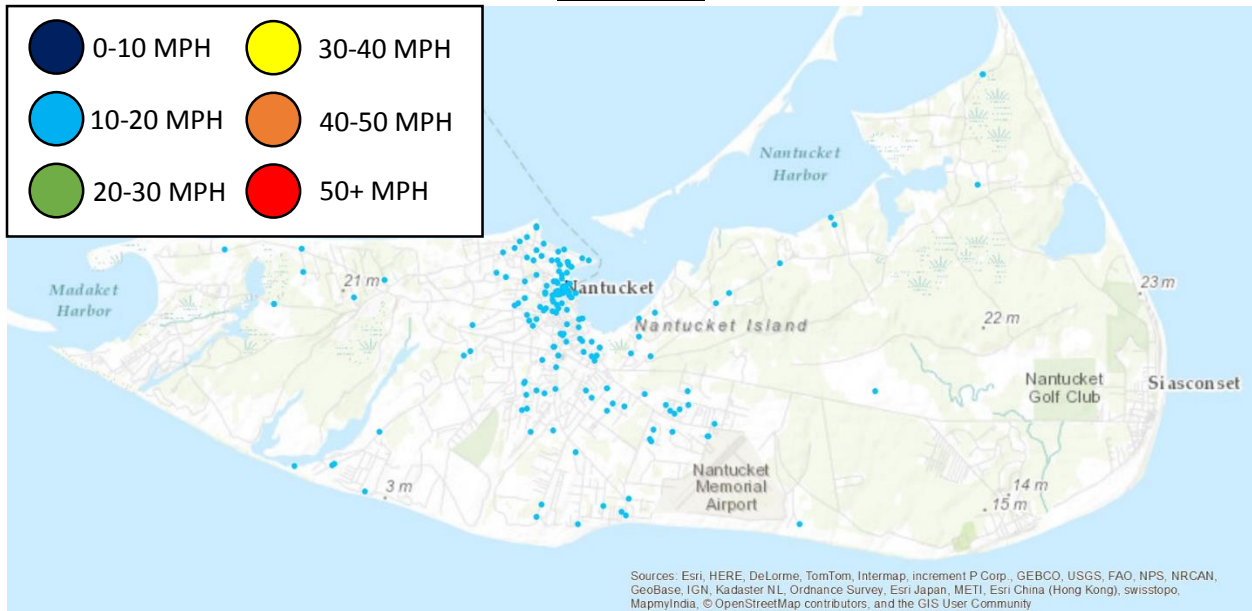 0-10 MPH
30-40 MPH
10-20 MPH
40-50 MPH
20-30 MPH
50+ MPH
Nantucket
Harbor
Madaket
Harbor
21 m
Nantucket
Nantucket Island
23 m
22 m
Nantucket
Golf Club
Siasconset
Nantucket
Memorial
Airport
3 m
14 m
15 m
Sources: Esri, HERE, DeLorme, TomTom, Intermap, increment P Corp., GEBCO, USGS, FAO, NPS, NRCAN,
GeoBase, IGN, Kadaster NL, Ordnance Survey, Esri Japan, METI, Esri China (Hong Kong), swisstopo,
MapmyIndia, © OpenStreetMap contributors, and the GIS User Community